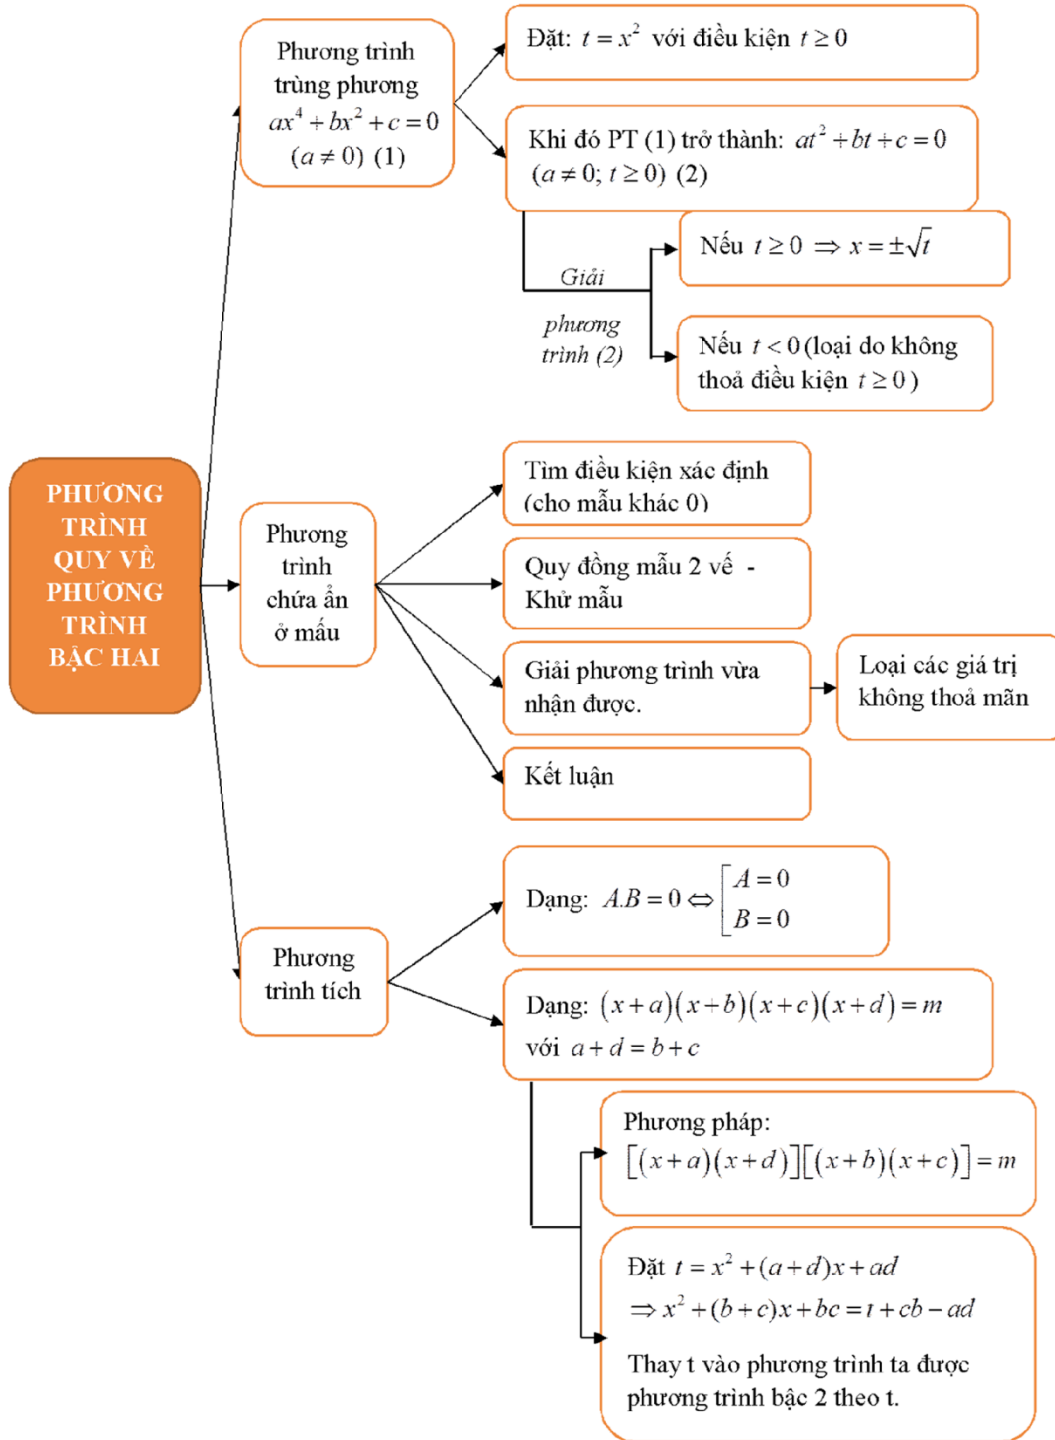 PHƯƠNG
TRÌNH
QUY VỀ
PHƯƠNG
TRÌNH
BẬC HAI
Phương trình
trùng phương
ax⁴ + bx² + c = 0
(a ≠ 0) (1)
Đặt: t = x² với điều kiện t ≥ 0
Khi đó PT (1) trở thành: at² + bt + c = 0
(a ≠ 0; t ≥ 0) (2)
Giải
phương
trình (2)
Nếu t ≥ 0 ⇒ x = ±√t
Nếu t < 0 (loại do không
thoả điều kiện t ≥ 0 )
Phương
trình
chứa ẩn
ở mấu
Tìm điều kiện xác định
(cho mẫu khác 0)
Quy đồng mẫu 2 vế -
Khử mẫu
Giải phương trình vừa
nhận được.
Loại các giá trị
không thoả mãn
Kết luận
Phương
trình tích
Dạng: A.B = 0 ⇔ [ A = 0
B = 0
Dạng: (x + a)(x + b)(x + c)(x + d) = m
với a + d = b + c
Phương pháp:
[(x + a)(x + d)][(x + b)(x + c)] = m
Đặt t = x² + (a + d)x + ad
⇒ x² + (b + c)x + bc = t + cb − ad
Thay t vào phương trình ta được
phương trình bậc 2 theo t.